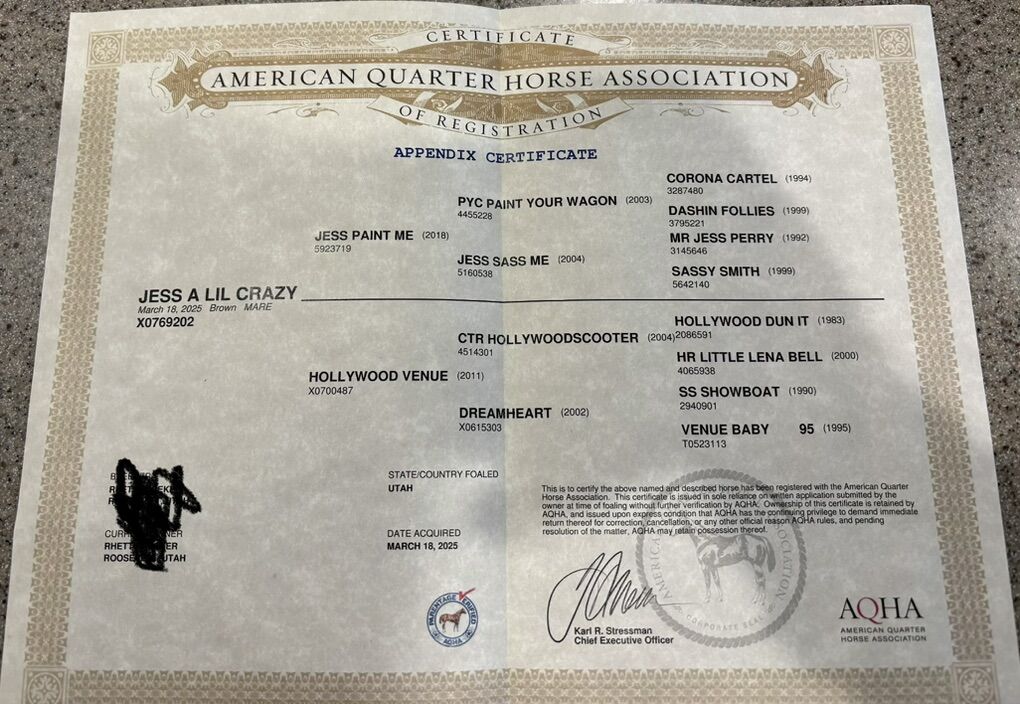 CERTIFICATE
AMERICAN QUARTER HORSE ASSOCIATION
OF REGISTRATION
APPENDIX CERTIFICATE
CORONA CARTEL (1994)
3287480
PYC PAINT YOUR WAGON (2003)
4455228
DASHIN FOLLIES (1999)
3795221
JESS PAINT ME (2018)
5923719
MR JESS PERRY (1992)
3145646
JESS SASS ME (2004)
5160538
SASSY SMITH (1999)
5642140
JESS A LIL CRAZY
March 18, 2025 Brown MARE
X0769202
HOLLYWOOD DUN IT (1983)
2086591
CTR HOLLYWOODSCOOTER (2004)
4514301
HR LITTLE LENA BELL (2000)
4065938
HOLLYWOOD VENUE (2011)
X0700487
SS SHOWBOAT (1990)
2940901
DREAMHEART (2002)
X0615303
VENUE BABY 95 (1995)
T0523113
STATE/COUNTRY FOALED
UTAH
DATE ACQUIRED
MARCH 18, 2025
RHETT
UTAH
This is to certify the above named and described horse has been registered with the American Quarter
Horse Association. This certificate is issued in sole reliance on written application submitted by the
owner at time of foaling without further verification by AQHA. Ownership of this certificate is retained by
AQHA, and issued upon express condition that AQHA has the continuing privilege to demand immediate
return thereof for correction, cancellation, or any other official reason AQHA rules, and pending
resolution of the matter, AQHA may retain possession thereof.
PARENTAGE VERIFIED
AQHA
Karl R. Stressman
Chief Executive Officer
CORPORATE SEAL
AQHA
AMERICAN QUARTER
HORSE ASSOCIATION